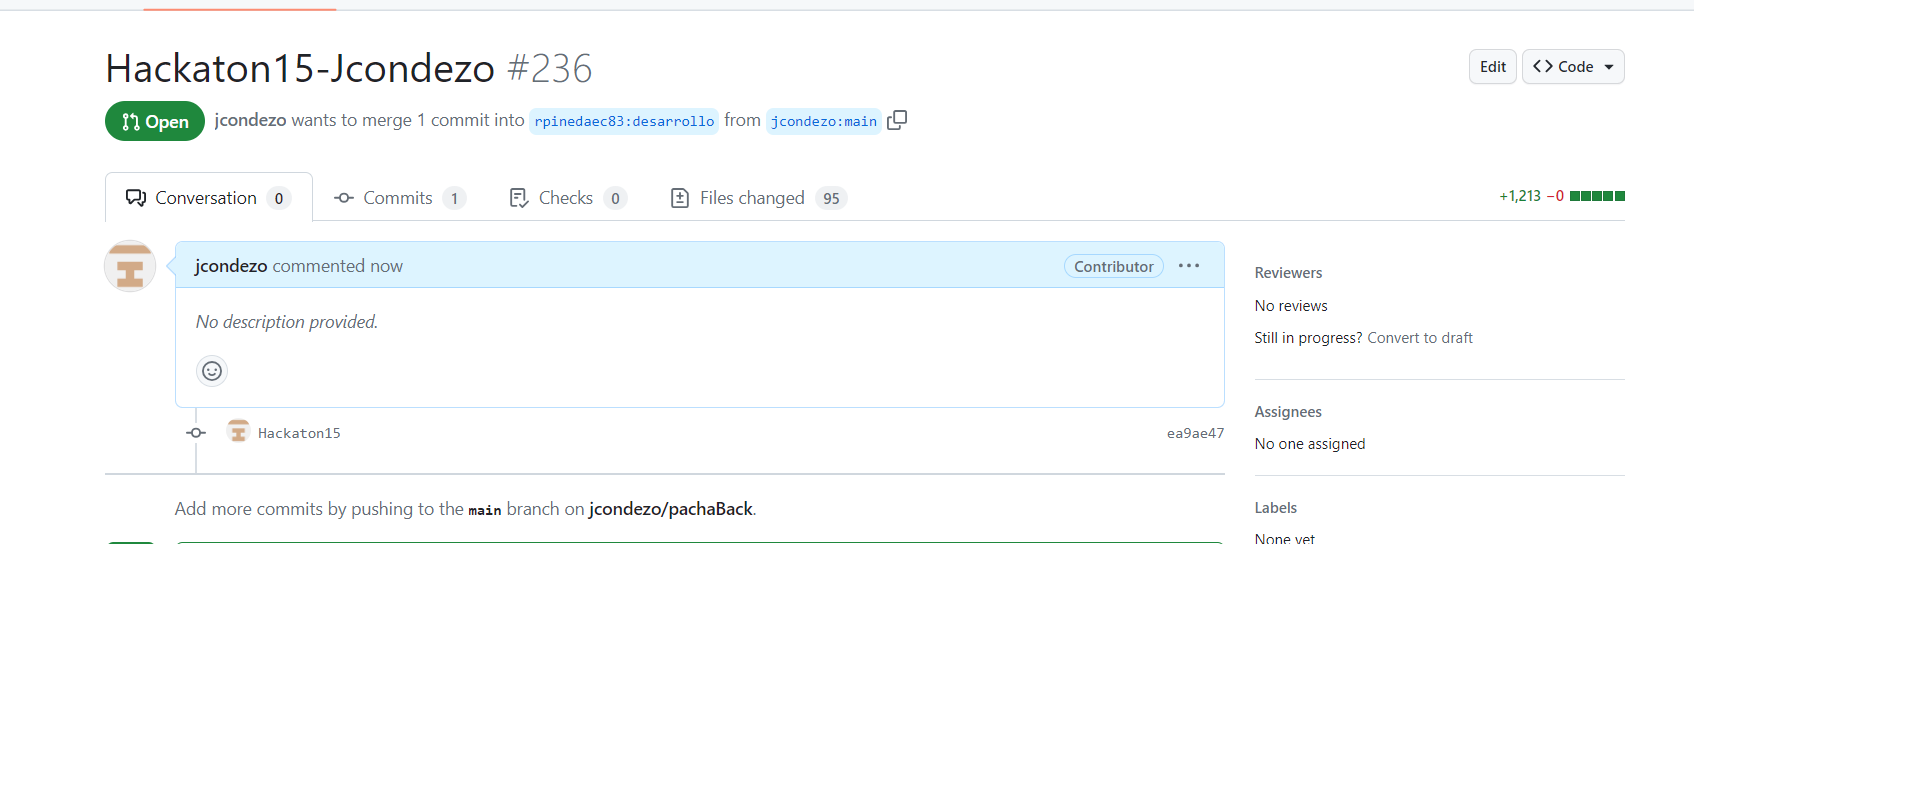 Hackaton15-Jcondezo #236
Edit
Code
Open
jcondezo wants to merge 1 commit into rpinedaec83:desarrollo from jcondezo:main
Conversation 0
Commits 1
Checks 0
Files changed 95
+1,213 −0
jcondezo commented now
Contributor
No description provided.
Hackaton15
ea9ae47
Add more commits by pushing to the main branch on jcondezo/pachaBack.
Reviewers
No reviews
Still in progress? Convert to draft
Assignees
No one assigned
Labels
None yet